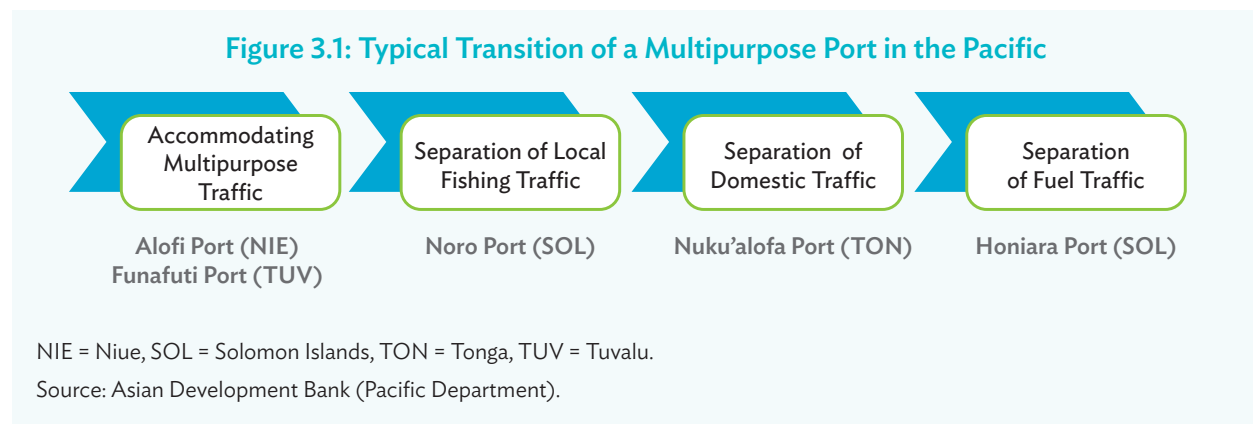 Figure 3.1: Typical Transition of a Multipurpose Port in the Pacific
Accommodating
Multipurpose
Traffic
Separation of Local
Fishing Traffic
Separation of
Domestic Traffic
Separation
of Fuel Traffic
Alofi Port (NIE)
Funafuti Port (TUV)
Noro Port (SOL)
Nuku’alofa Port (TON)
Honiara Port (SOL)
NIE = Niue, SOL = Solomon Islands, TON = Tonga, TUV = Tuvalu.
Source: Asian Development Bank (Pacific Department).